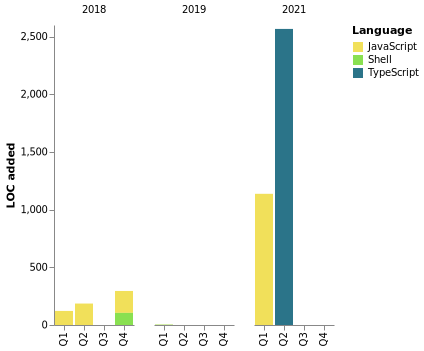 2018 2019 2021
Language
JavaScript
Shell
TypeScript
LOC added
2,500
2,000
1,500
1,000
500
0
Q1 Q2 Q3 Q4 Q1 Q2 Q3 Q4 Q1 Q2 Q3 Q4